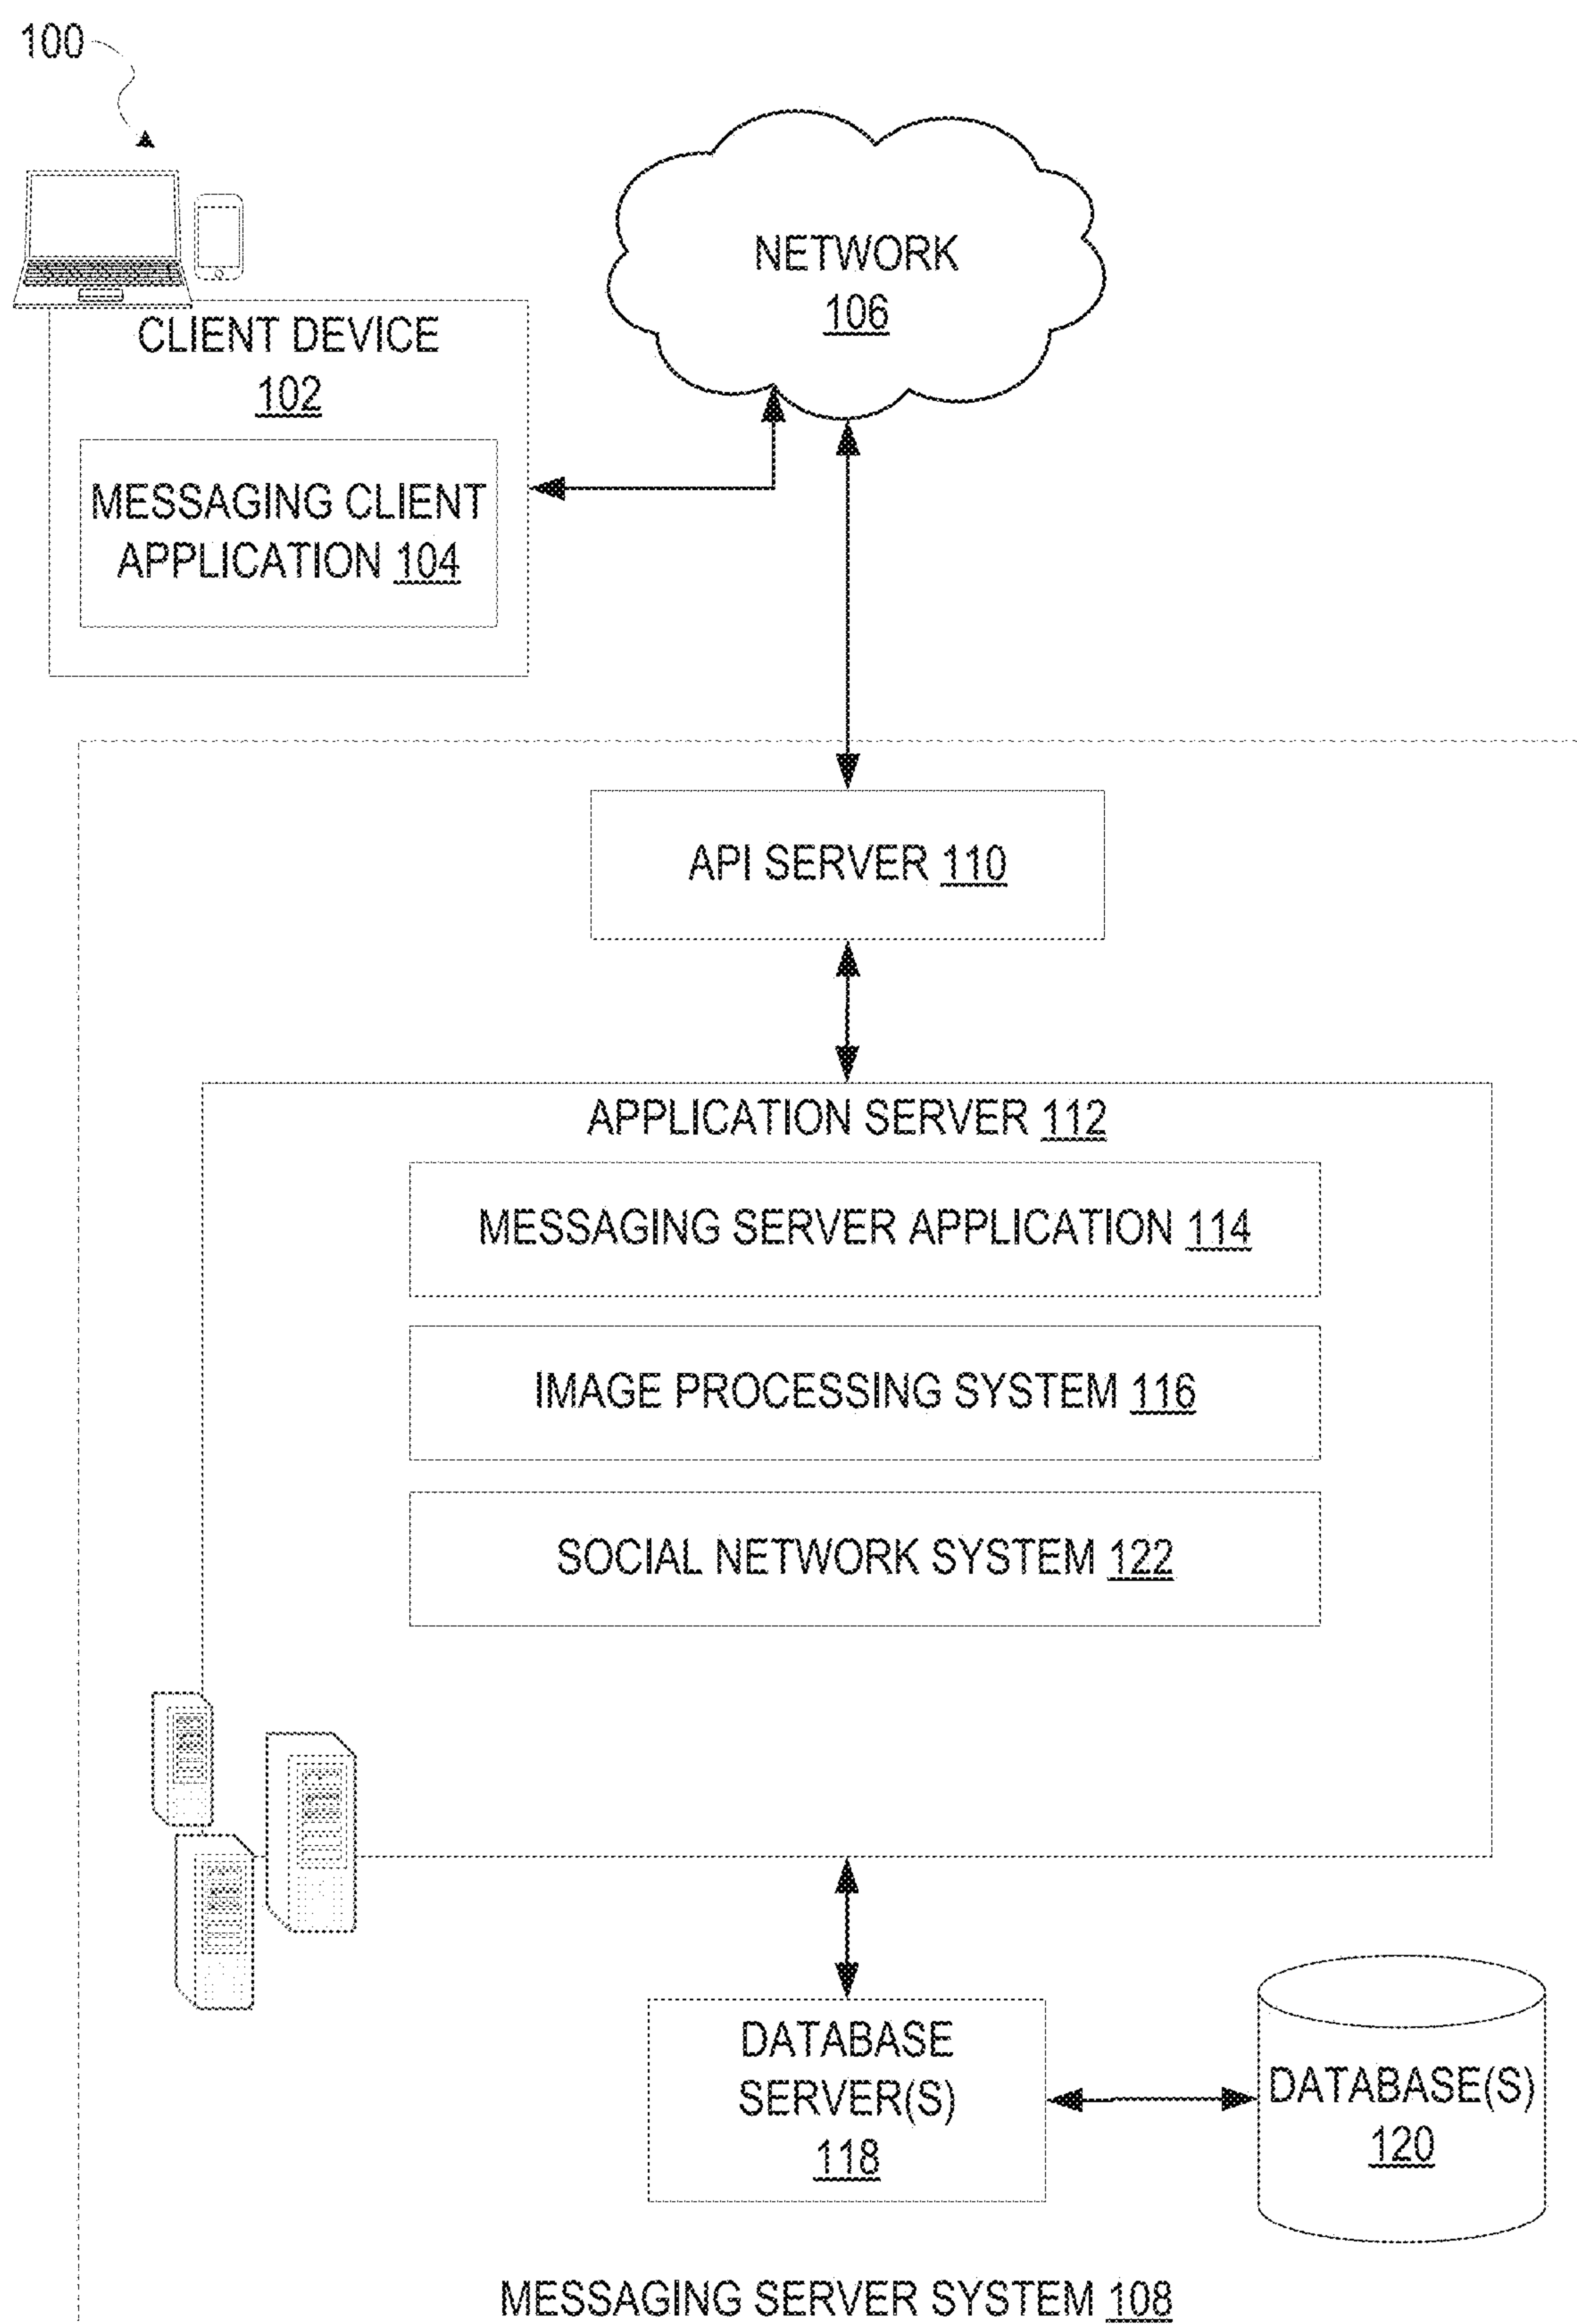 100
NETWORK
106
CLIENT DEVICE
102
MESSAGING CLIENT
APPLICATION 104
API SERVER 110
APPLICATION SERVER 112
MESSAGING SERVER APPLICATION 114
IMAGE PROCESSING SYSTEM 116
SOCIAL NETWORK SYSTEM 122
DATABASE
SERVER(S)
118
DATABASE(S)
120
MESSAGING SERVER SYSTEM 108